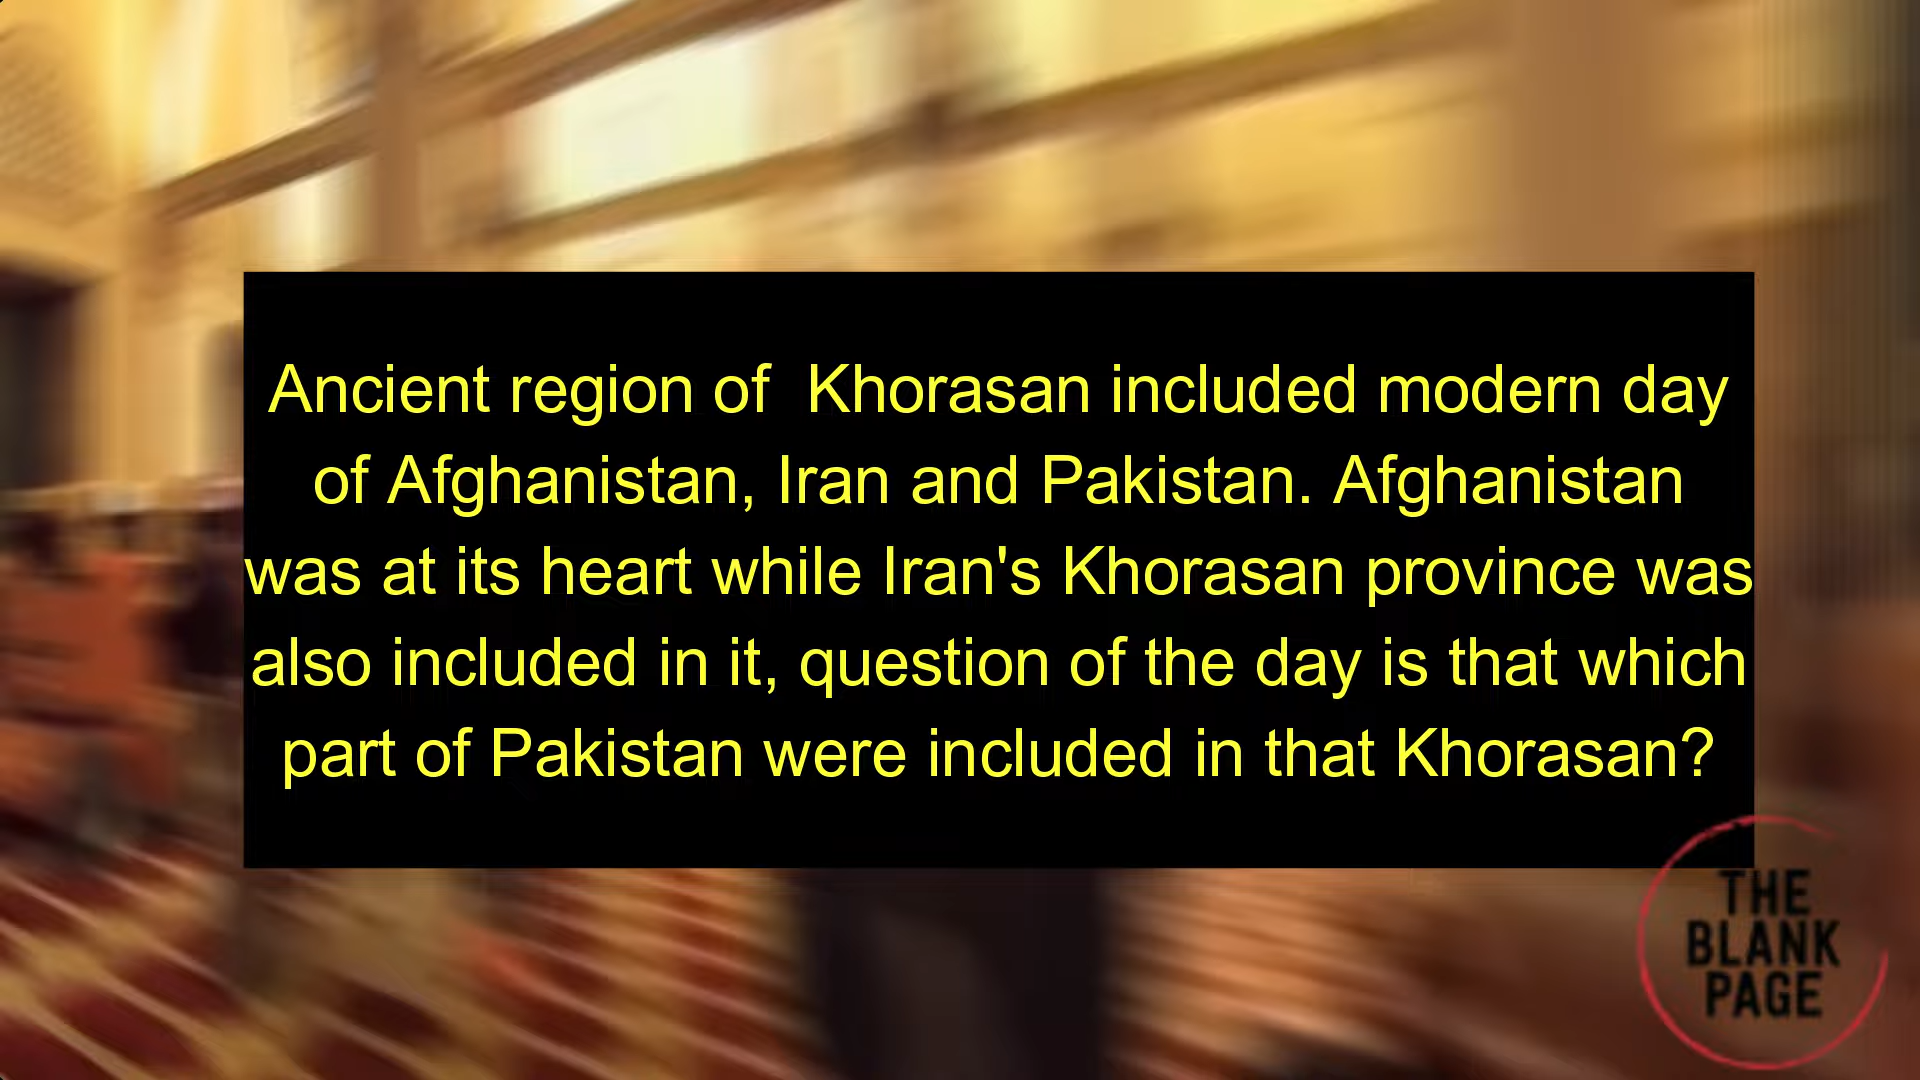 Ancient region of  Khorasan included modern day
of Afghanistan, Iran and Pakistan. Afghanistan
was at its heart while Iran's Khorasan province was
also included in it, question of the day is that which
part of Pakistan were included in that Khorasan?
THE
BLANK
PAGE